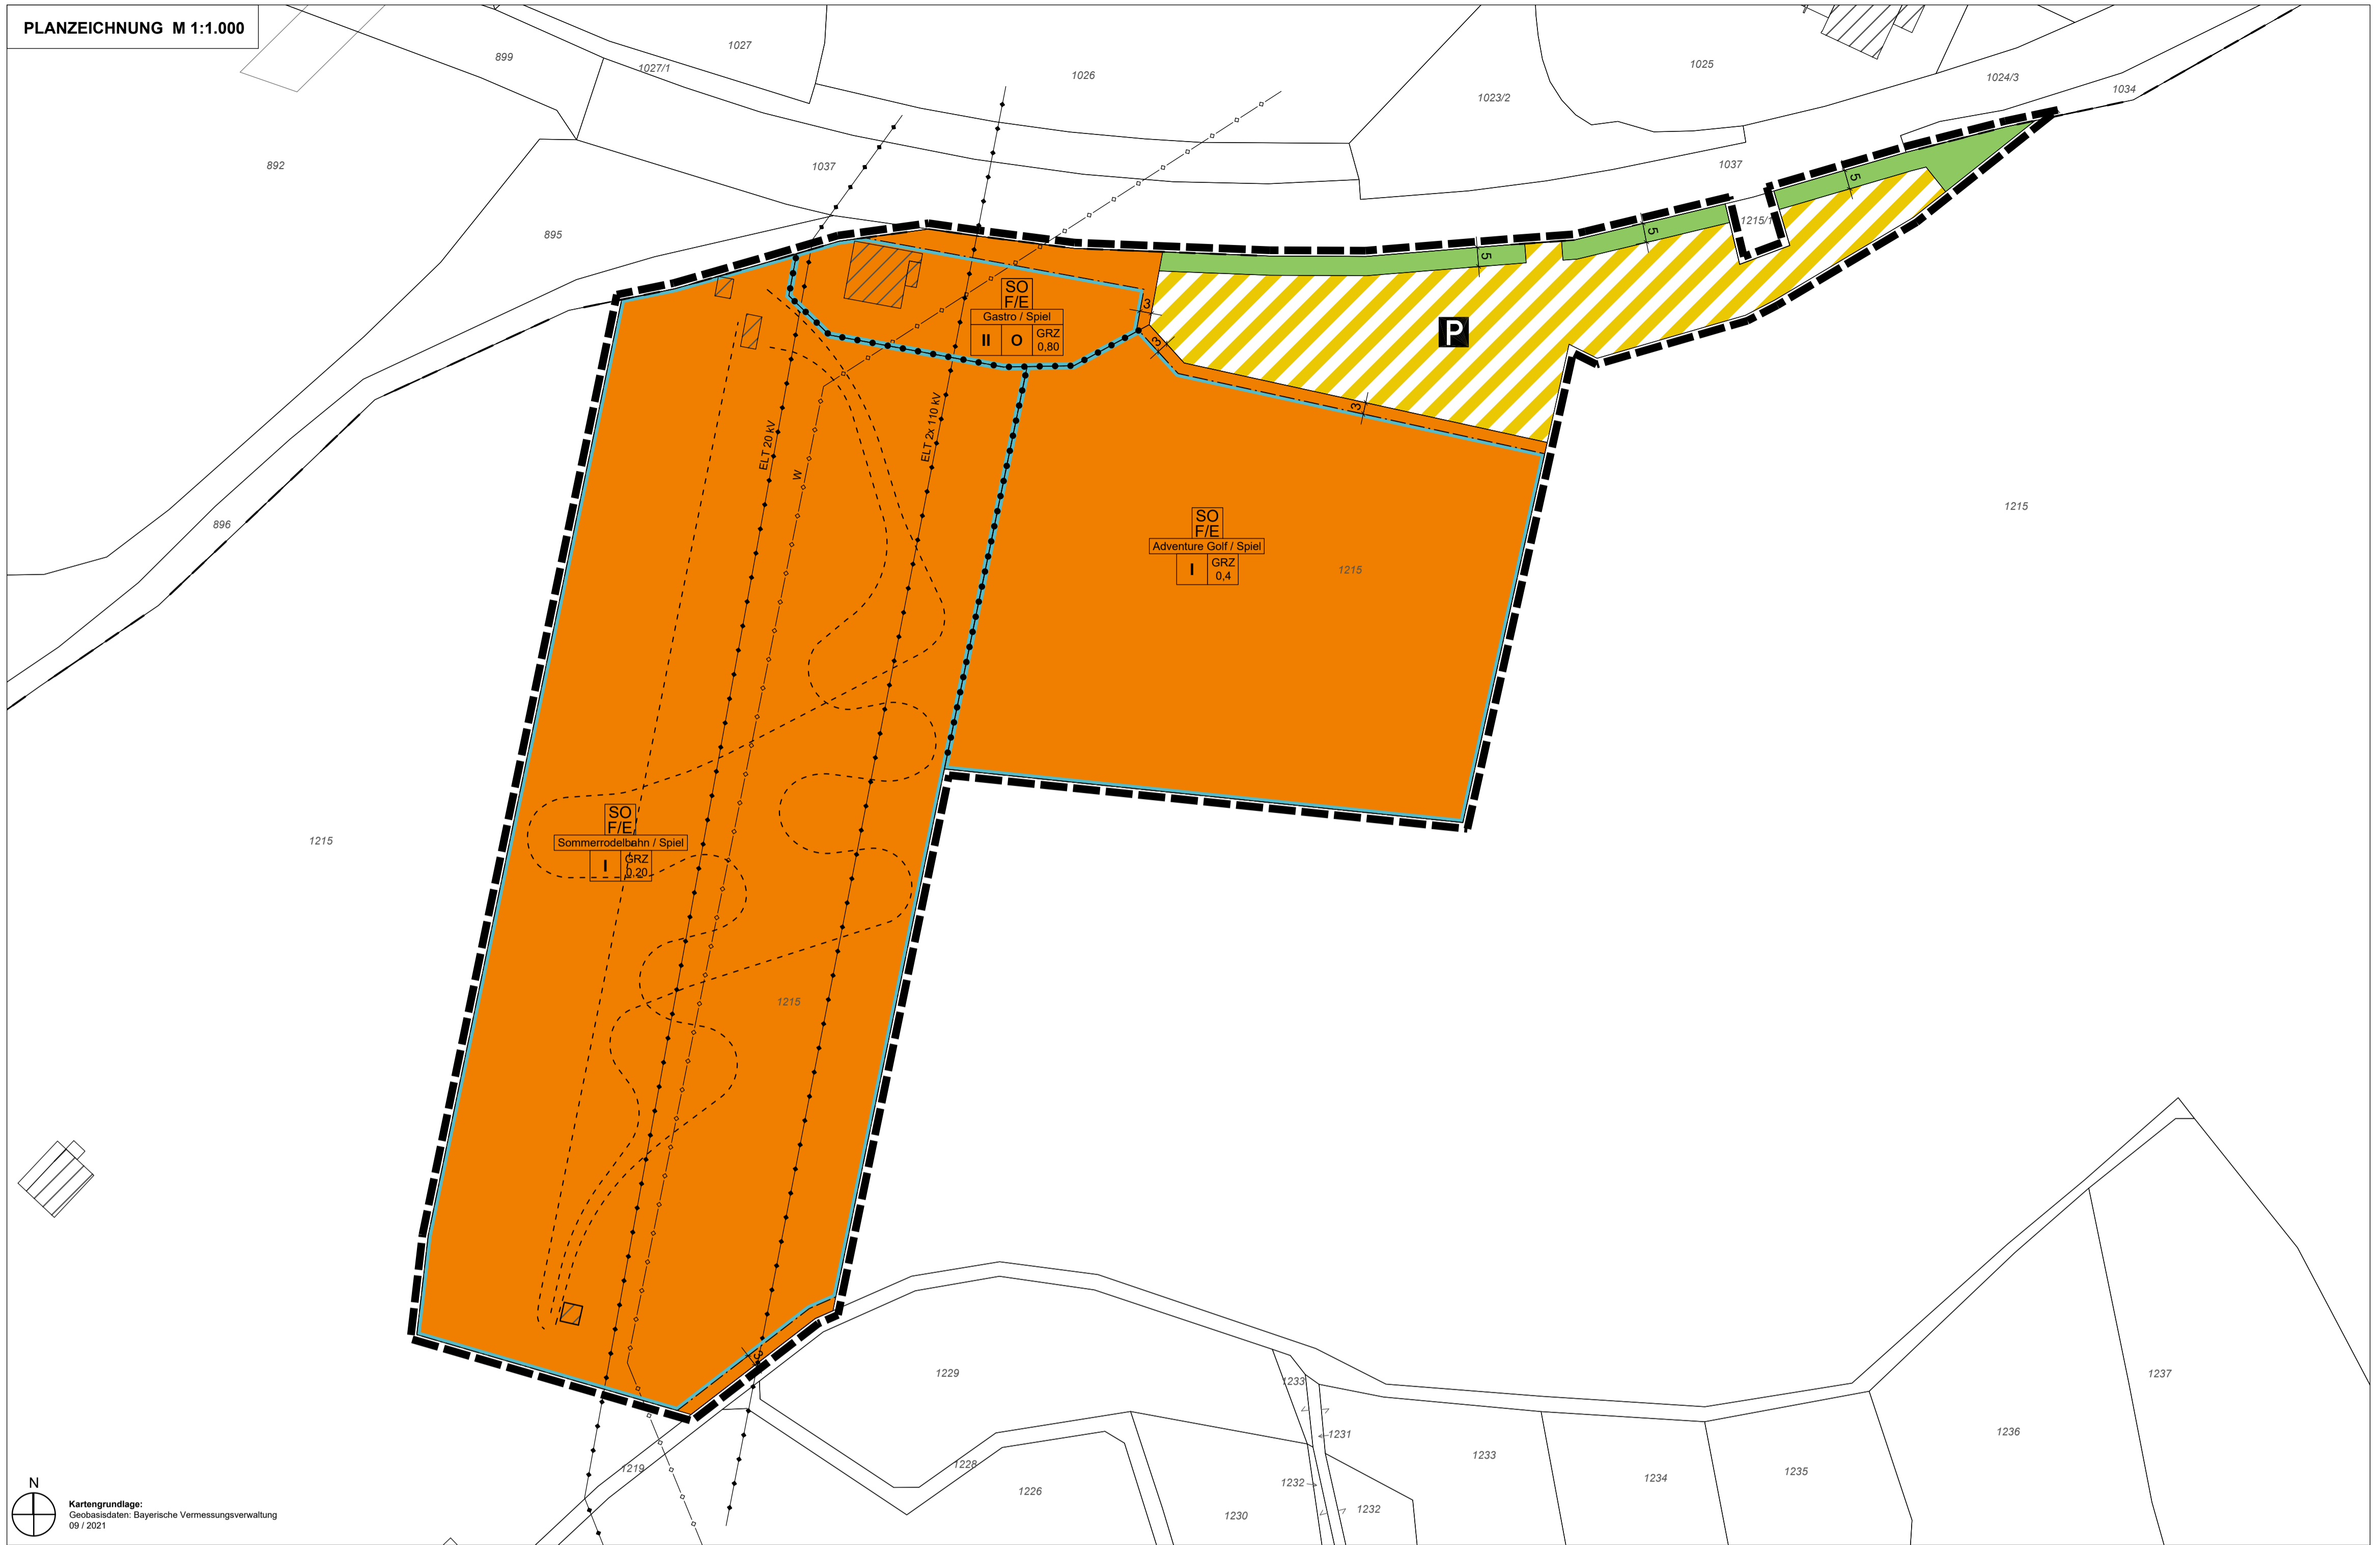 PLANZEICHNUNG M 1:1.000
1027
899
1027/1
1026
1025
1023/2
1024/3
1034
892
1037
1037
895
5
1215/1
5
5
SO
F/E
Gastro / Spiel
II O GRZ
0,80
3
3
P
3
ELT 20 kV
W
ELT 2x 110 kV
896
1215
SO
F/E
Adventure Golf / Spiel
I GRZ
0,4
1215
SO
F/E
Sommerrodelbahn / Spiel
I GRZ
0,20
1215
1215
3
1229
1233
1237
1231
1236
1233
1219
1228
1226
1232
1234
1235
1230
1232
N
Kartengrundlage:
Geobasisdaten: Bayerische Vermessungsverwaltung
09 / 2021